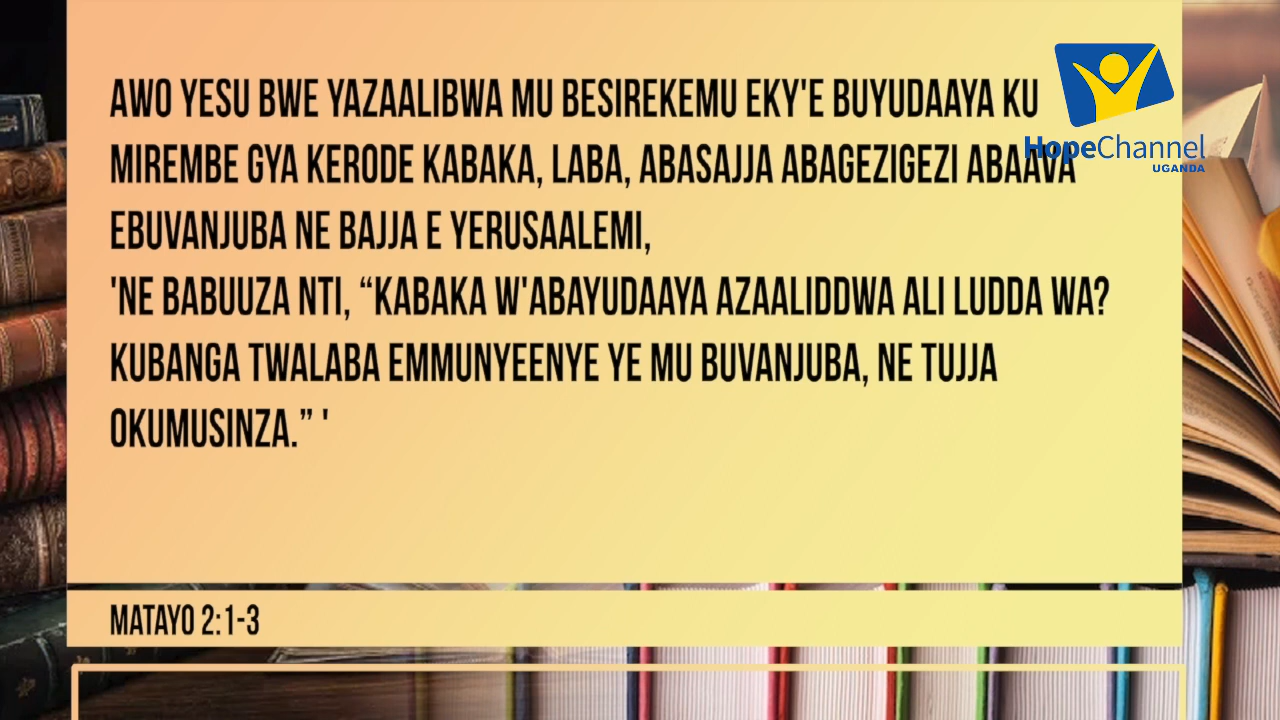 AWO YESU BWE YAZAALIBWA MU BESIREKEMU EKY'E BUYUDAAYA KU
MIREMBE GYA KERODE KABAKA, LABA, ABASAJJA ABAGEZIGEZI ABAAVA
EBUVANJUBA NE BAJJA E YERUSAALEMI,
'NE BABUUZA NTI, “KABAKA W'ABAYUDAAYA AZAALIDDWA ALI LUDDA WA?
KUBANGA TWALABA EMMUNYEENYE YE MU BUVANJUBA, NE TUJJA
OKUMUSINZA.” '
MATAYO 2:1-3
HopeChannel
UGANDA